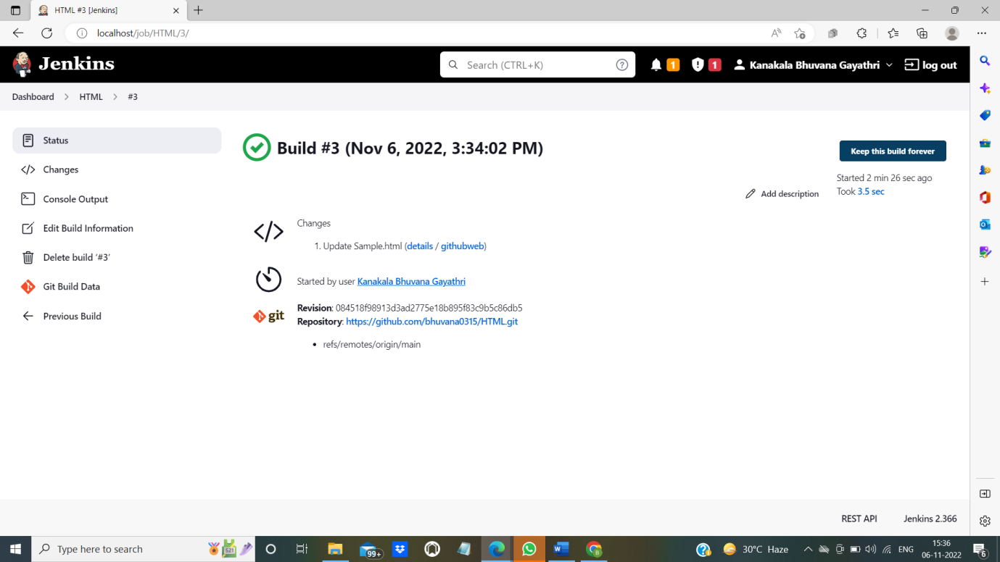 HTML #3 [Jenkins]
localhost/job/HTML/3/
Jenkins
Search (CTRL+K)
1
1
Kanakala Bhuvana Gayathri
log out
Dashboard
HTML
#3
Status
Changes
Console Output
Edit Build Information
Delete build ‘#3’
Git Build Data
Previous Build
Build #3 (Nov 6, 2022, 3:34:02 PM)
Keep this build forever
Started 2 min 26 sec ago
Took 3.5 sec
Add description
Changes
1. Update Sample.html (details / githubweb)
Started by user Kanakala Bhuvana Gayathri
git
Revision: 084518f98913d3ad2775e18b895f83c9b5c86db5
Repository: https://github.com/bhuvana0315/HTML.git
• refs/remotes/origin/main
REST API
Jenkins 2.366
Type here to search
521
99+
30°C Haze
ENG
15:36
06-11-2022
6